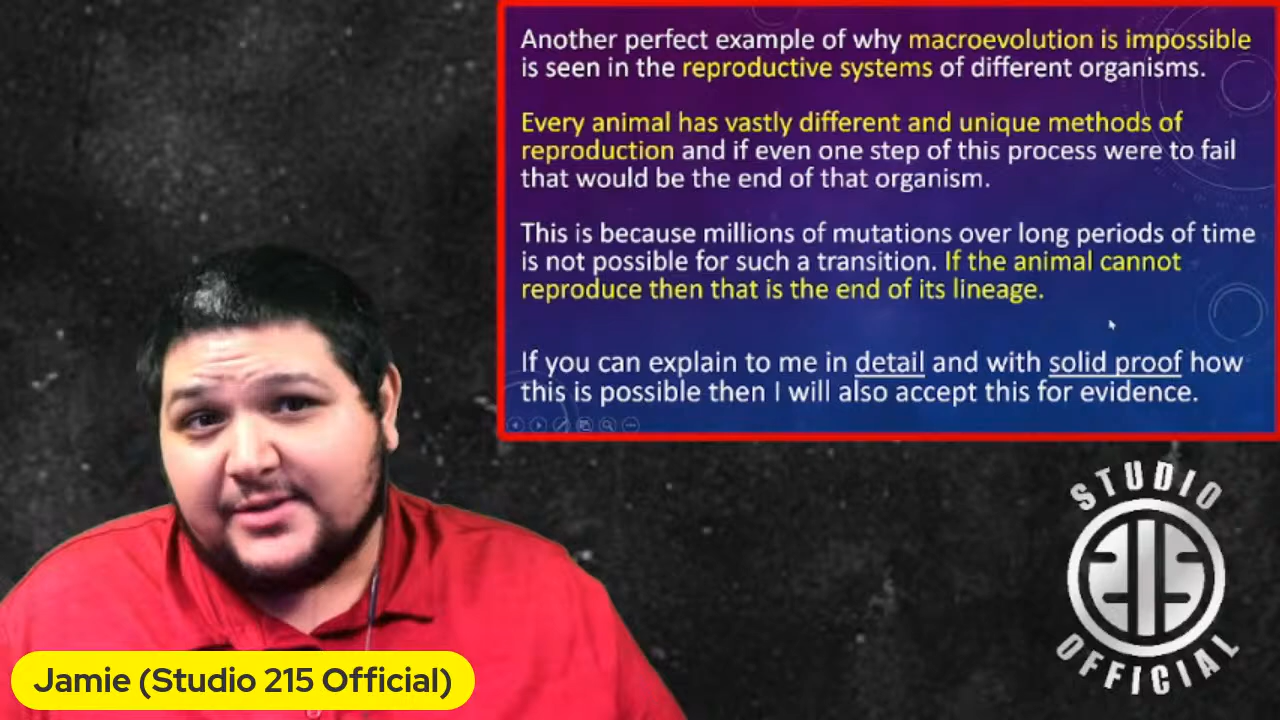 Another perfect example of why macroevolution is impossible
is seen in the reproductive systems of different organisms.
Every animal has vastly different and unique methods of
reproduction and if even one step of this process were to fail
that would be the end of that organism.
This is because millions of mutations over long periods of time
is not possible for such a transition. If the animal cannot
reproduce then that is the end of its lineage.
If you can explain to me in detail and with solid proof how
this is possible then I will also accept this for evidence.
STUDIO
215
OFFICIAL
Jamie (Studio 215 Official)